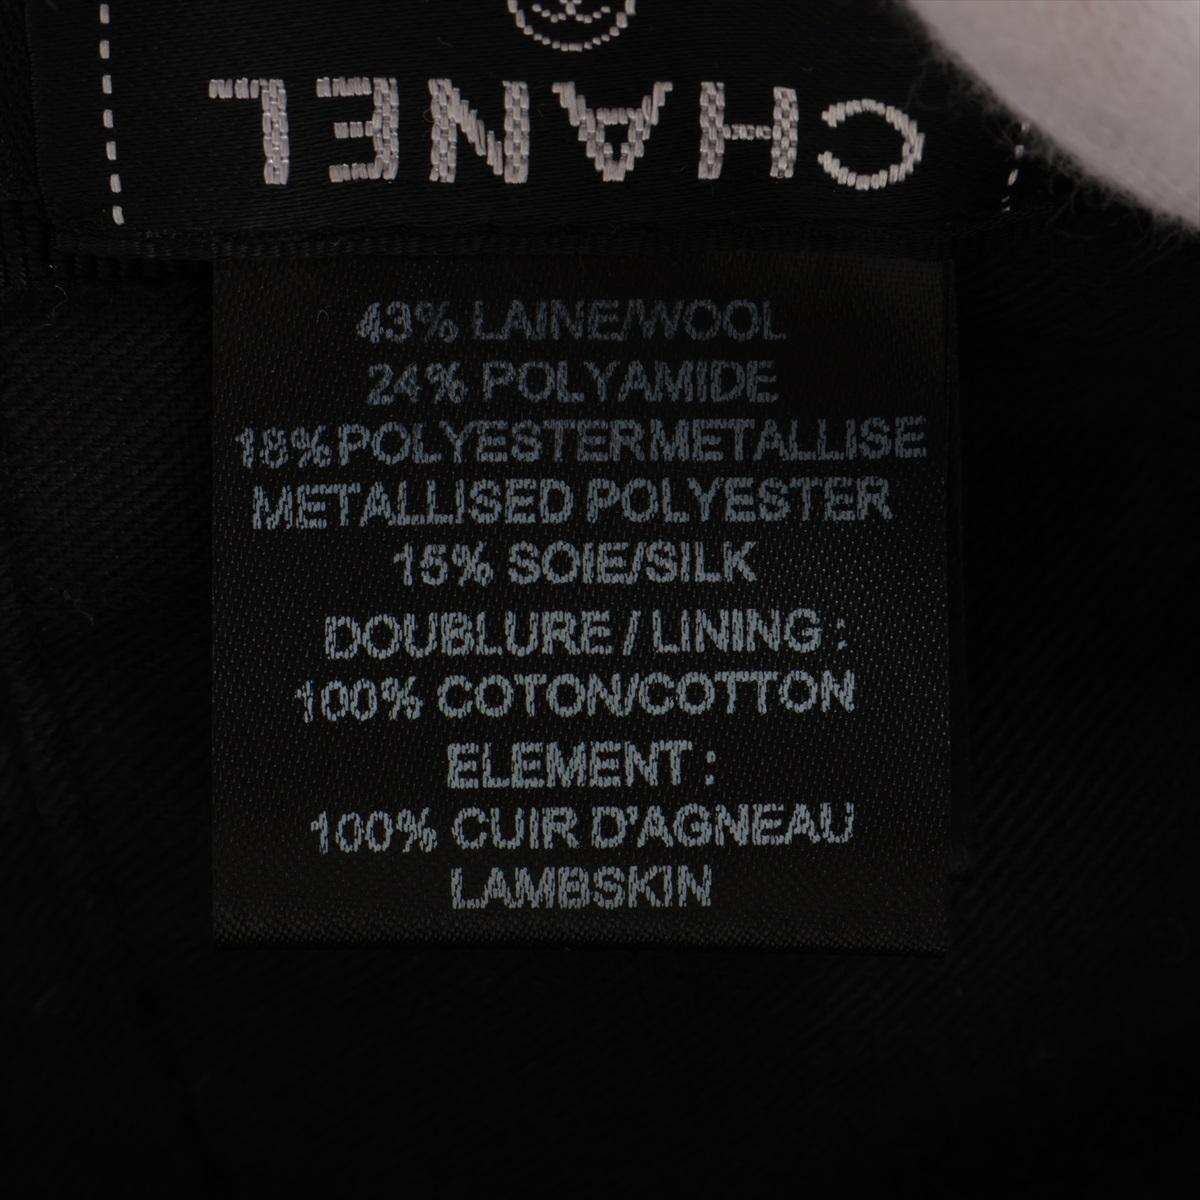 CHANEL
43% LAINE/WOOL
24% POLYAMIDE
18% POLYESTER METALLISE
METALLISED POLYESTER
15% SOIE/SILK
DOUBLURE / LINING :
100% COTON/COTTON
ELEMENT :
100% CUIR D'AGNEAU
LAMBSKIN